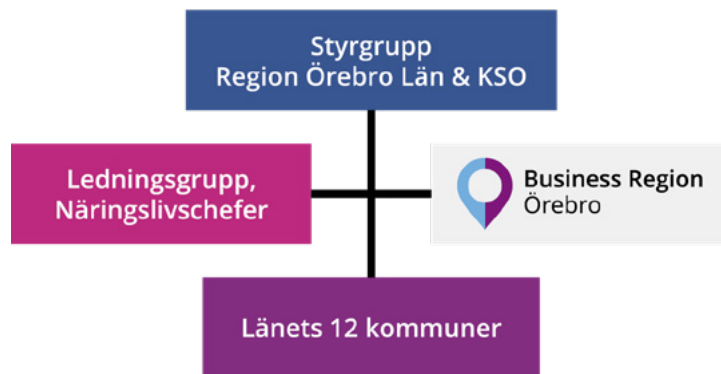 Styrgrupp
Region Örebro Län & KSO
Ledningsgrupp,
Näringslivschefer
Business Region
Örebro
Länets 12 kommuner